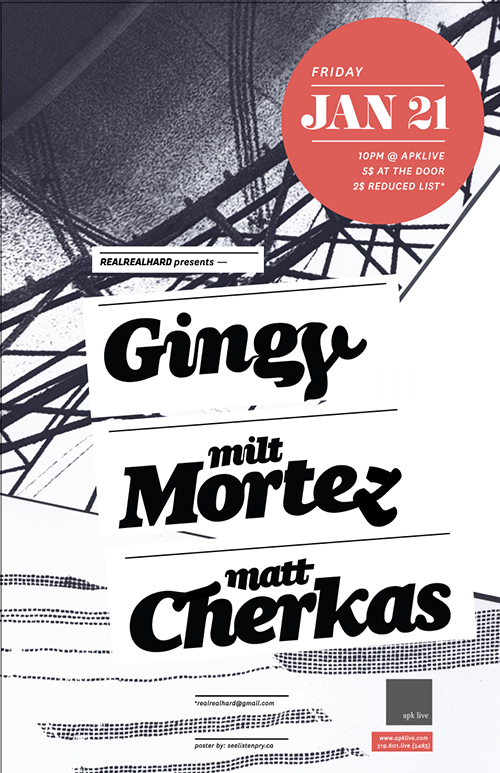 FRIDAY
JAN 21
10PM @ APKLIVE
5$ AT THE DOOR
2$ REDUCED LIST*
REALREALHARD presents —
Gingy
milt
Mortez
matt
Cherkas
*realrealhard@gmail.com
poster by: seelistenpry.ca
apk live
www.apklive.com
519.601.live (5483)